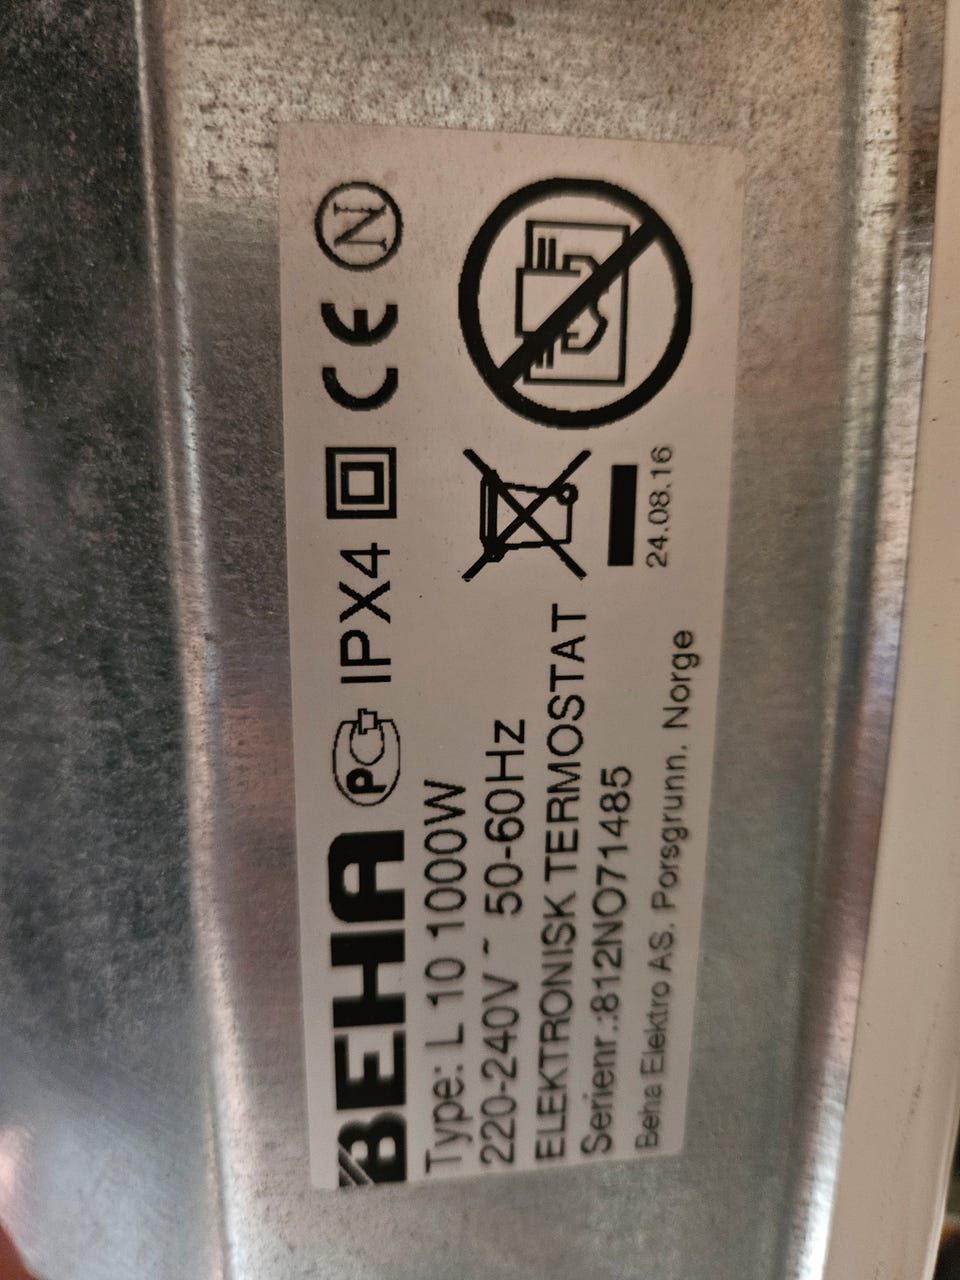 BEHA PC IPX4 CE N
Type: L 10 1000W
220-240V ~ 50-60Hz
ELEKTRONISK TERMOSTAT
Serienr.:812NO71485
Beha Elektro AS. Porsgrunn. Norge
24.08.16